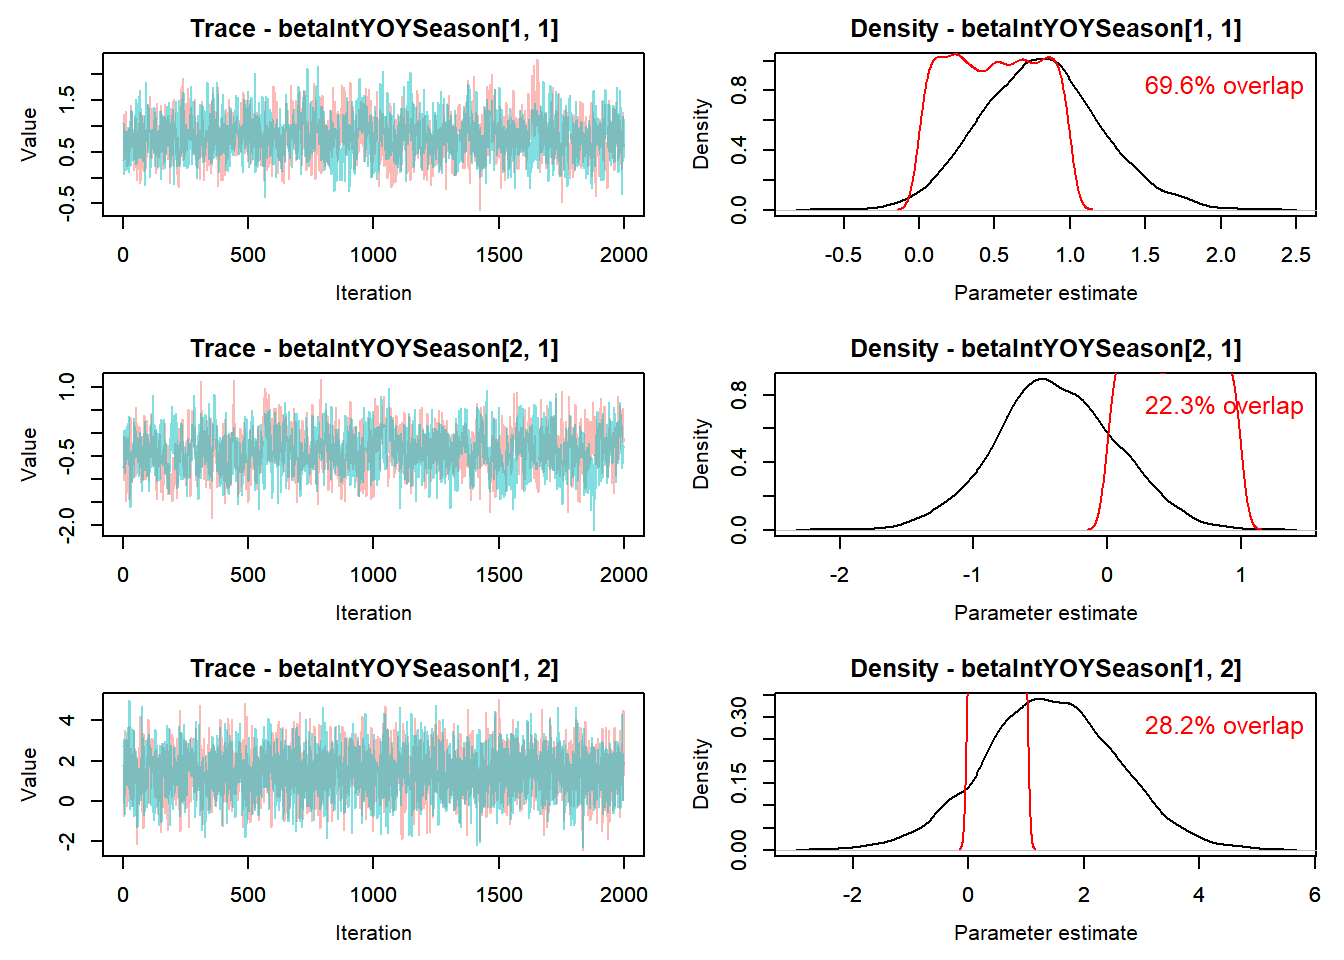 Trace - betaIntYOYSeason[1, 1]
Value
-0.5 0.5 1.5
0 500 1000 1500 2000
Iteration
Density - betaIntYOYSeason[1, 1]
69.6% overlap
Density
0.0 0.4 0.8
-0.5 0.0 0.5 1.0 1.5 2.0 2.5
Parameter estimate
Trace - betaIntYOYSeason[2, 1]
Value
-2.0 -0.5 1.0
0 500 1000 1500 2000
Iteration
Density - betaIntYOYSeason[2, 1]
22.3% overlap
Density
0.0 0.4 0.8
-2 -1 0 1
Parameter estimate
Trace - betaIntYOYSeason[1, 2]
Value
-2 0 2 4
0 500 1000 1500 2000
Iteration
Density - betaIntYOYSeason[1, 2]
28.2% overlap
Density
0.00 0.15 0.30
-2 0 2 4 6
Parameter estimate